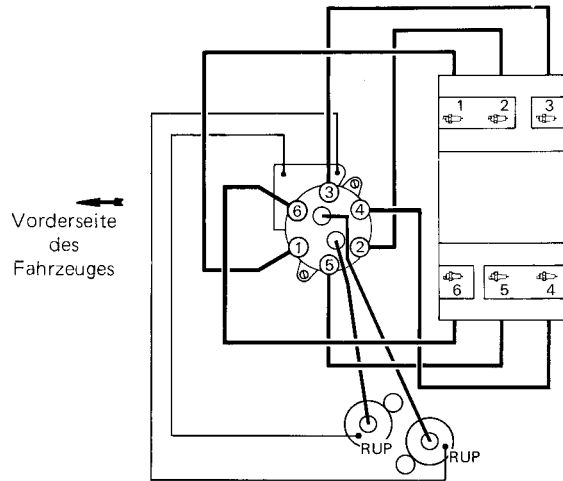 1 2 3
3
6 4
1 2
5
Vorderseite
des
Fahrzeuges
6 5 4
RUP
RUP